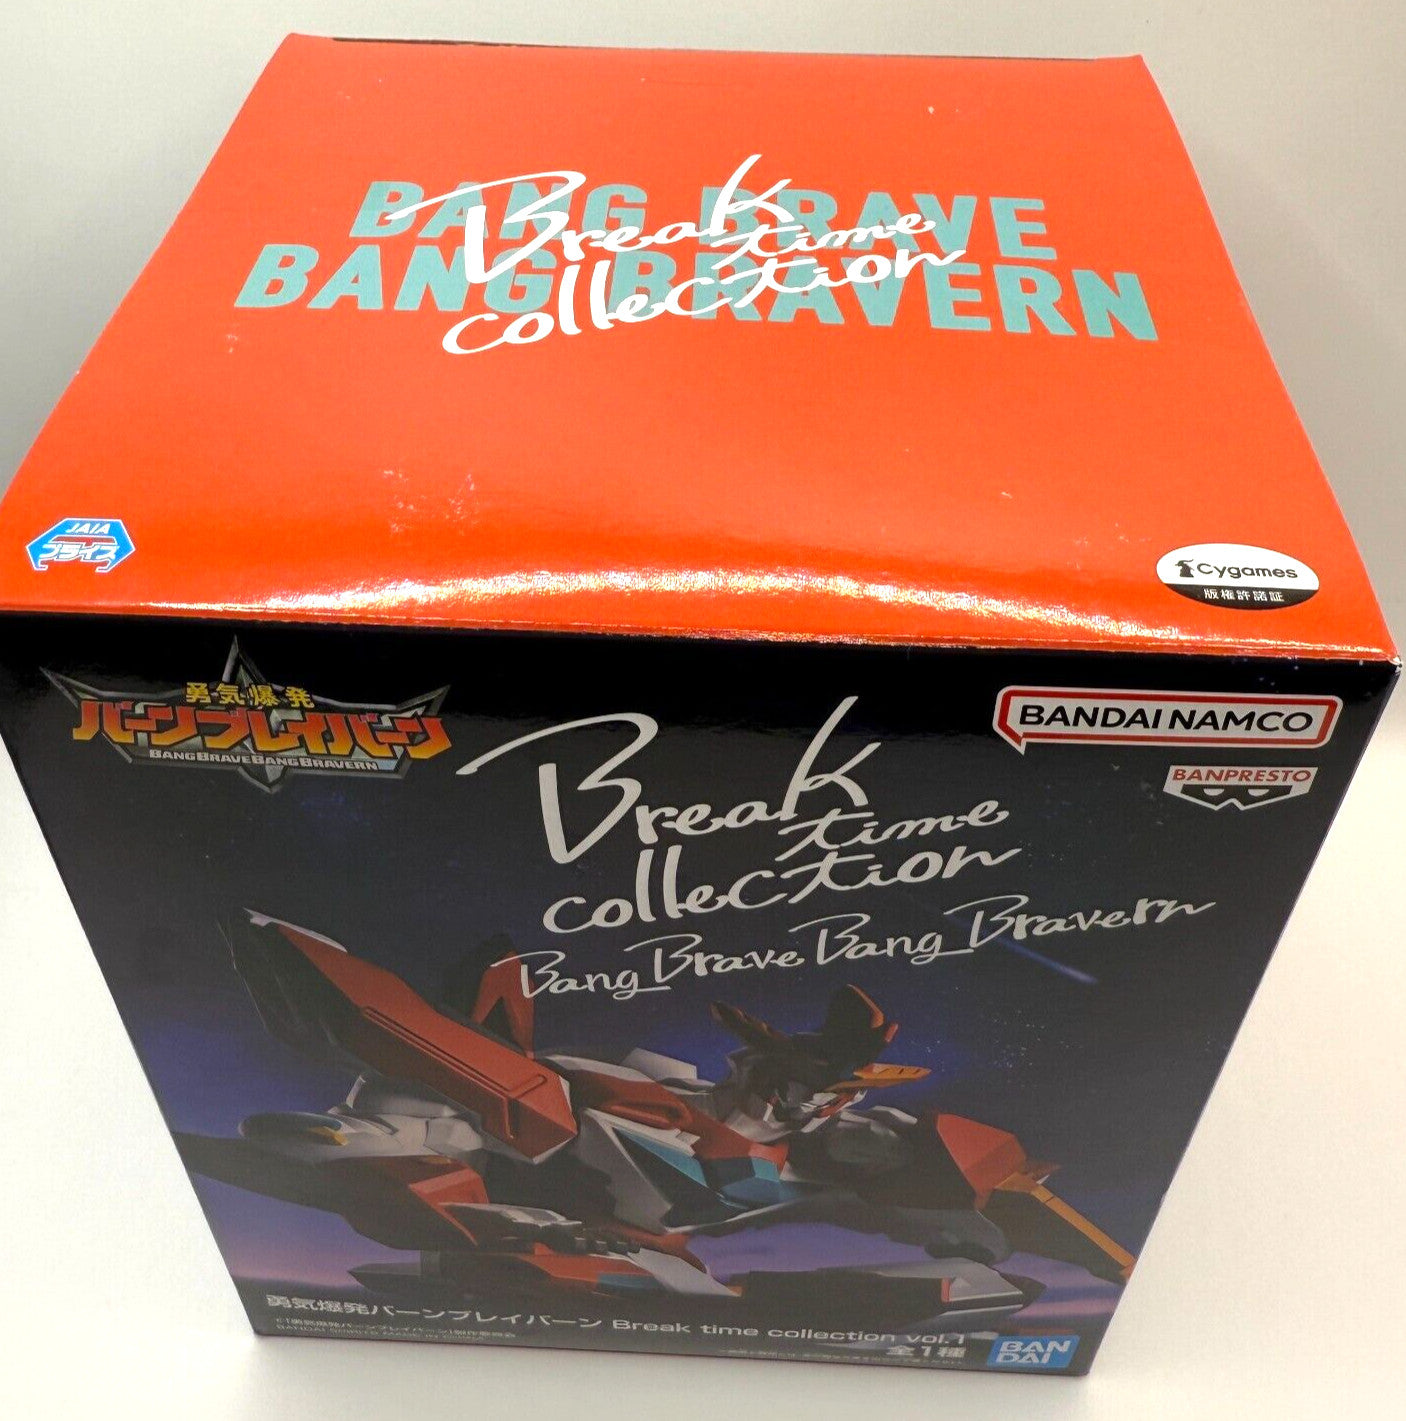 BANG BRAVE
BANG BRAVERN
Break
time
collection
JAIA
プライズ
Cygames
版権許諾証
勇気爆発
バーンブレイバーン
BANG BRAVE BANG BRAVERN
BANDAI NAMCO
BANPRESTO
Break
time
collection
Bang Brave Bang Bravern
勇気爆発バーンブレイバーン Break time collection vol.1
全1種
BAN
DAI